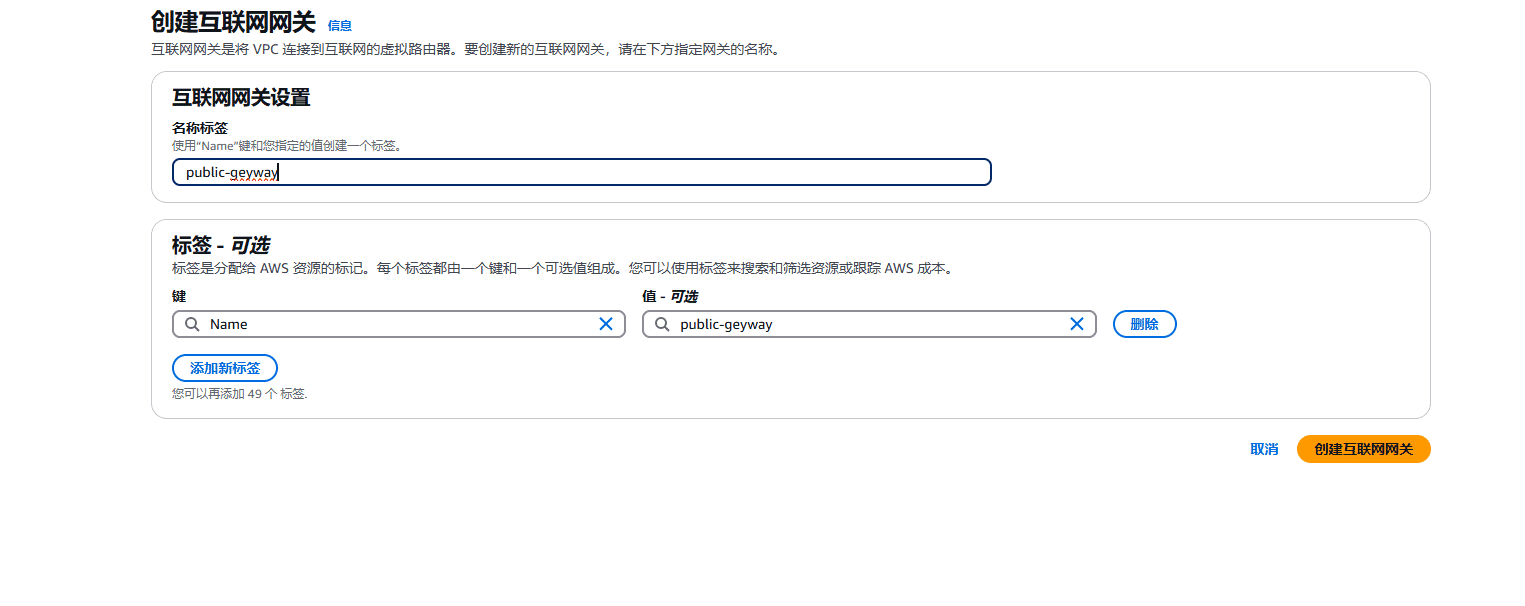 创建互联网网关 信息
互联网网关是将 VPC 连接到互联网的虚拟路由器。要创建新的互联网网关，请在下方指定网关的名称。
互联网网关设置
名称标签
使用“Name”键和您指定的值创建一个标签。
public-geyway
标签 - 可选
标签是分配给 AWS 资源的标记。每个标签都由一个键和一个可选值组成。您可以使用标签来搜索和筛选资源或跟踪 AWS 成本。
键 值 - 可选
Name public-geyway 删除
添加新标签
您可以再添加 49 个 标签.
取消 创建互联网网关